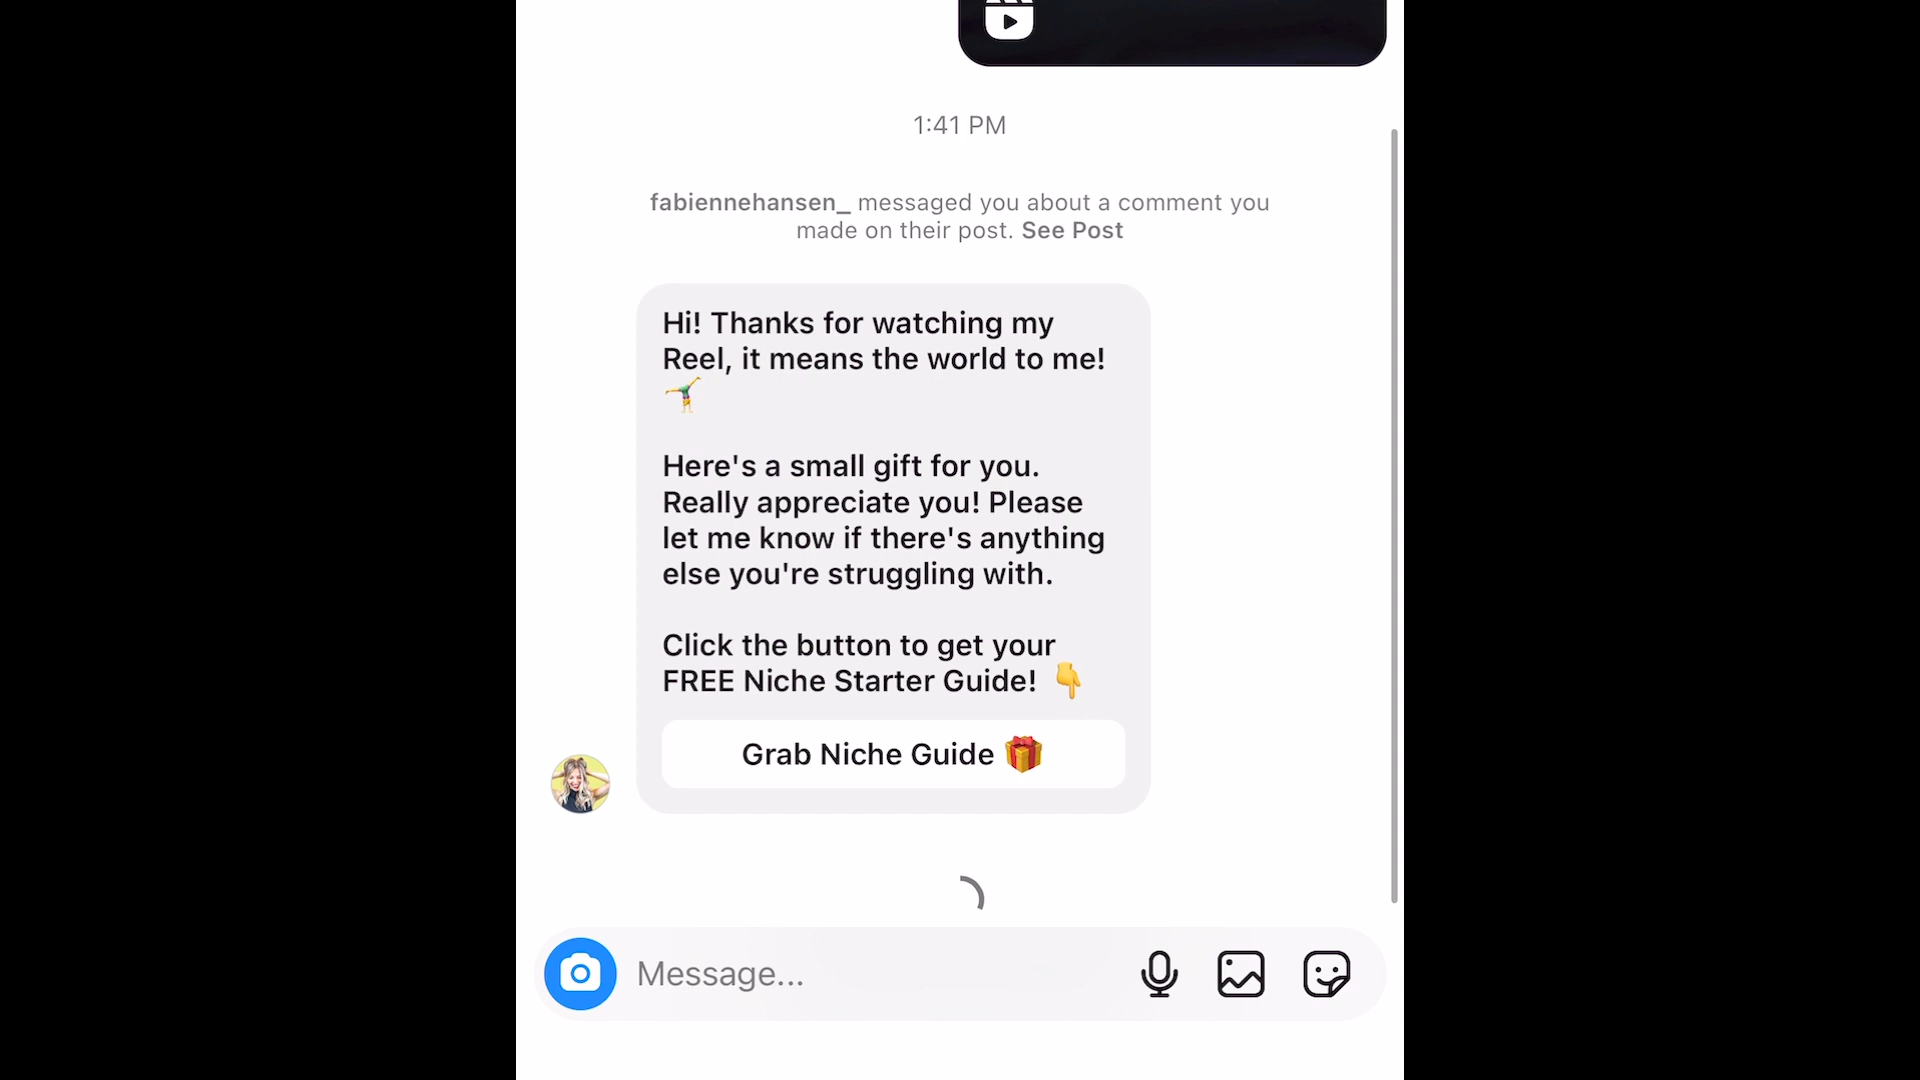 1:41 PM
fabiennehansen_ messaged you about a comment you
made on their post. See Post
Hi! Thanks for watching my
Reel, it means the world to me!
🤸
Here's a small gift for you.
Really appreciate you! Please
let me know if there's anything
else you're struggling with.
Click the button to get your
FREE Niche Starter Guide! 👇
Grab Niche Guide 🎁
Message...